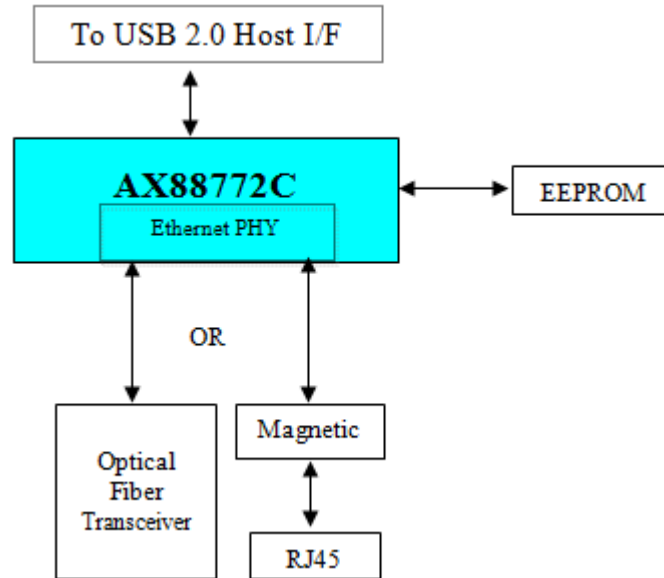 To USB 2.0 Host I/F
AX88772C
Ethernet PHY
EEPROM
OR
Optical
Fiber
Transceiver
Magnetic
RJ45